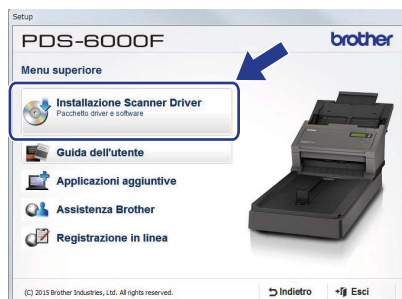 Setup
PDS-6000F
brother
Menu superiore
Installazione Scanner Driver
Pacchetto driver e software
Guida dell'utente
Applicazioni aggiuntive
Assistenza Brother
Registrazione in linea
(C) 2015 Brother Industries, Ltd. All rights reserved.
Indietro
Esci